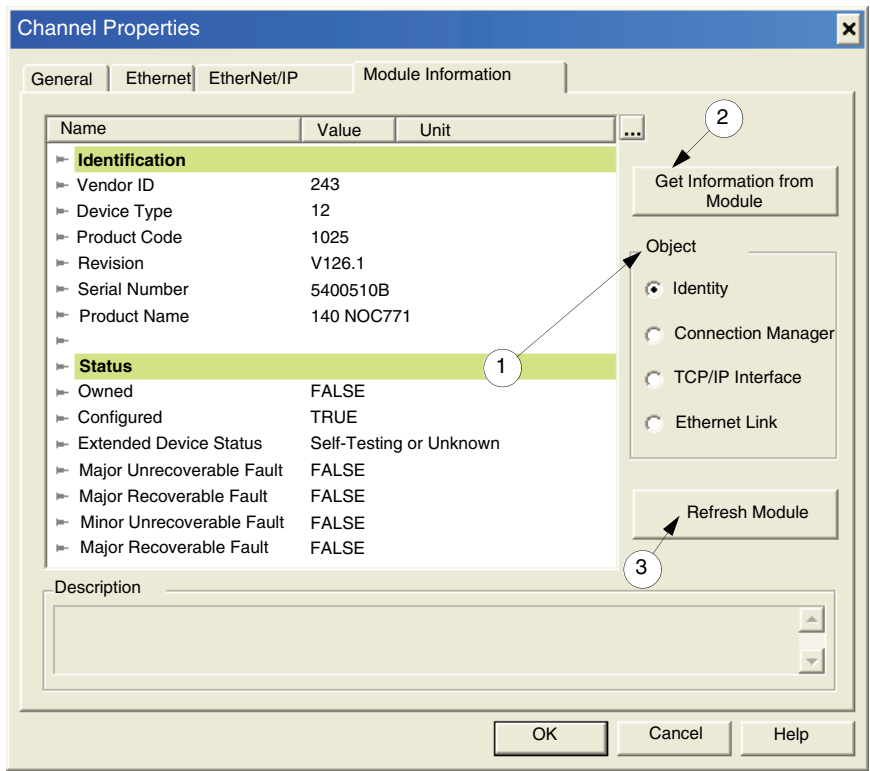 Channel Properties
General Ethernet EtherNet/IP Module Information
Name Value Unit
...
Identification
Vendor ID 243
Device Type 12
Product Code 1025
Revision V126.1
Serial Number 5400510B
Product Name 140 NOC771
Status
Owned FALSE
Configured TRUE
Extended Device Status Self-Testing or Unknown
Major Unrecoverable Fault FALSE
Major Recoverable Fault FALSE
Minor Unrecoverable Fault FALSE
Major Recoverable Fault FALSE
2
Get Information from
Module
Object
Identity
Connection Manager
TCP/IP Interface
Ethernet Link
1
Refresh Module
3
Description
OK Cancel Help